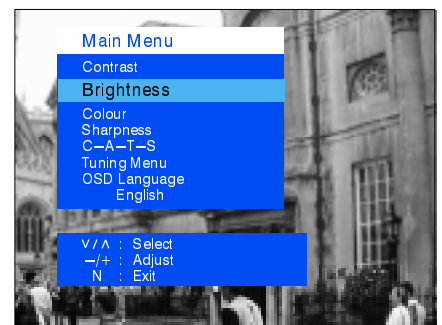 Main Menu
Contrast
Brightness
Colour
Sharpness
C–A–T–S
Tuning Menu
OSD Language
English
V/Λ : Select
–/+ : Adjust
N : Exit